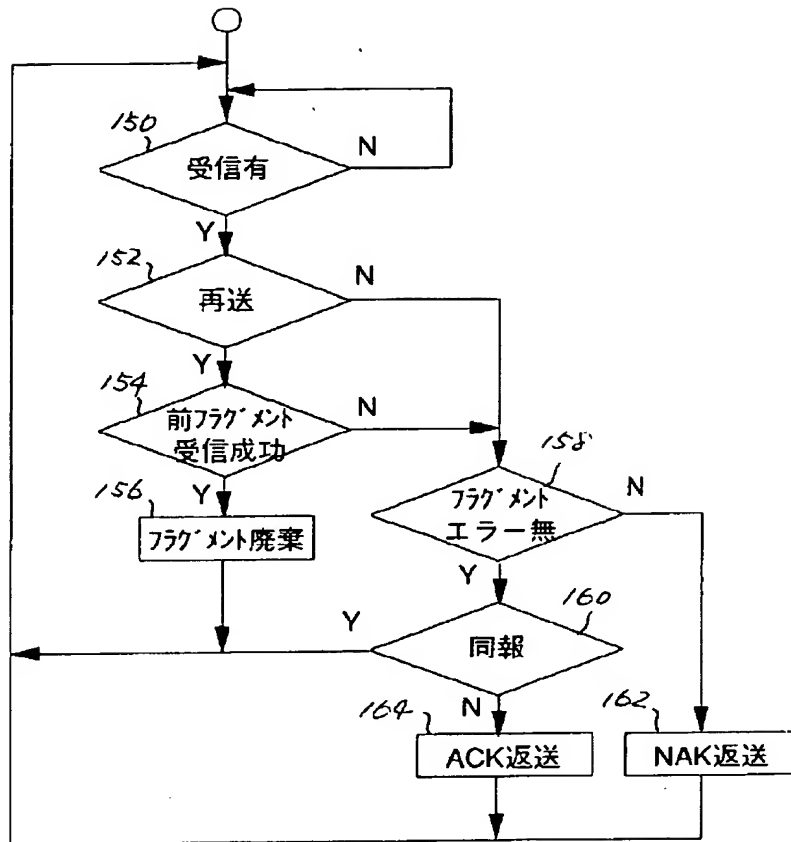 150
受信有
N
Y
152
再送
N
Y
154
前フラグメント
受信成功
N
Y
156
フラグメント廃棄
158
フラグメント
エラー無
N
Y
160
同報
Y
N
164
ACK返送
162
NAK返送